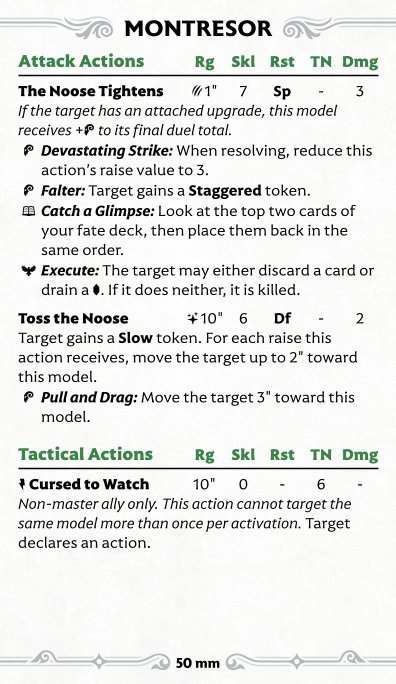 MONTRESOR
Attack Actions Rg Skl Rst TN Dmg
The Noose Tightens 1" 7 Sp - 3
If the target has an attached upgrade, this model
receives + to its final duel total.
Devastating Strike: When resolving, reduce this
action's raise value to 3.
Falter: Target gains a Staggered token.
Catch a Glimpse: Look at the top two cards of
your fate deck, then place them back in the
same order.
Execute: The target may either discard a card or
drain a . If it does neither, it is killed.
Toss the Noose 10" 6 Df - 2
Target gains a Slow token. For each raise this
action receives, move the target up to 2" toward
this model.
Pull and Drag: Move the target 3" toward this
model.
Tactical Actions Rg Skl Rst TN Dmg
Cursed to Watch 10" 0 - 6 -
Non-master ally only. This action cannot target the
same model more than once per activation. Target
declares an action.
50 mm